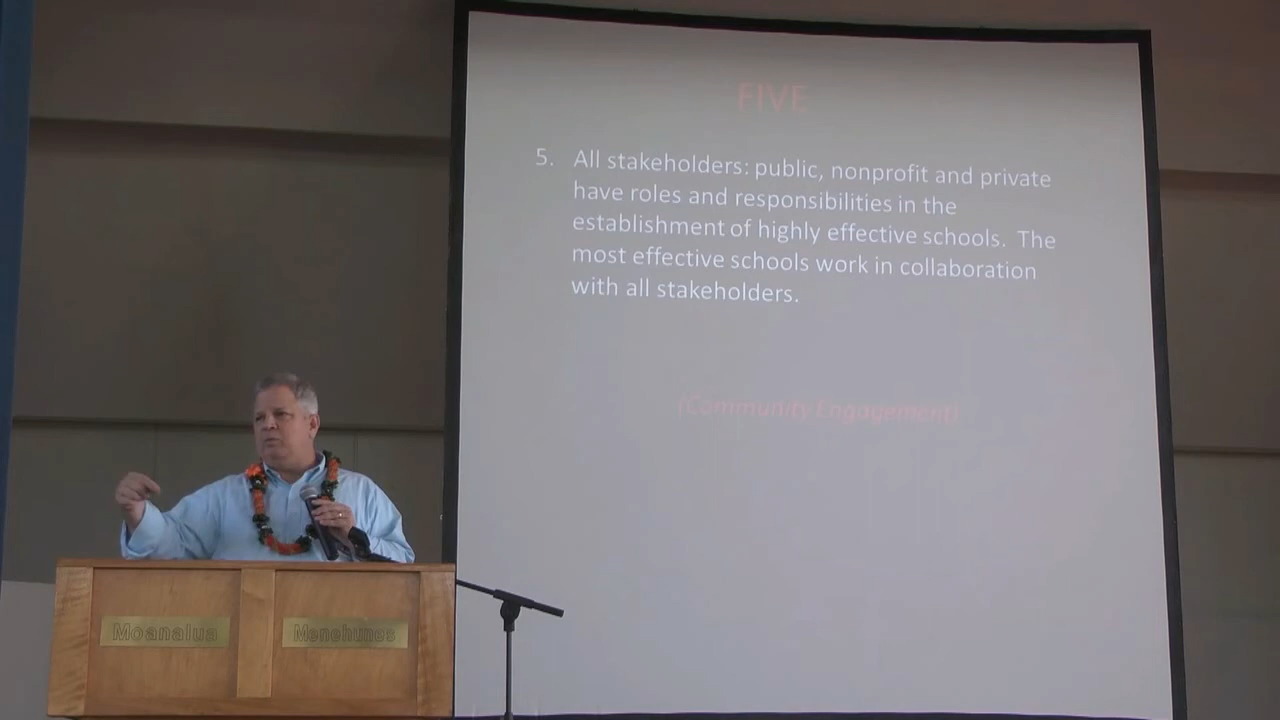 FIVE
5. All stakeholders: public, nonprofit and private
have roles and responsibilities in the
establishment of highly effective schools. The
most effective schools work in collaboration
with all stakeholders.
(Community Engagement)
Moanalua
Menehunes